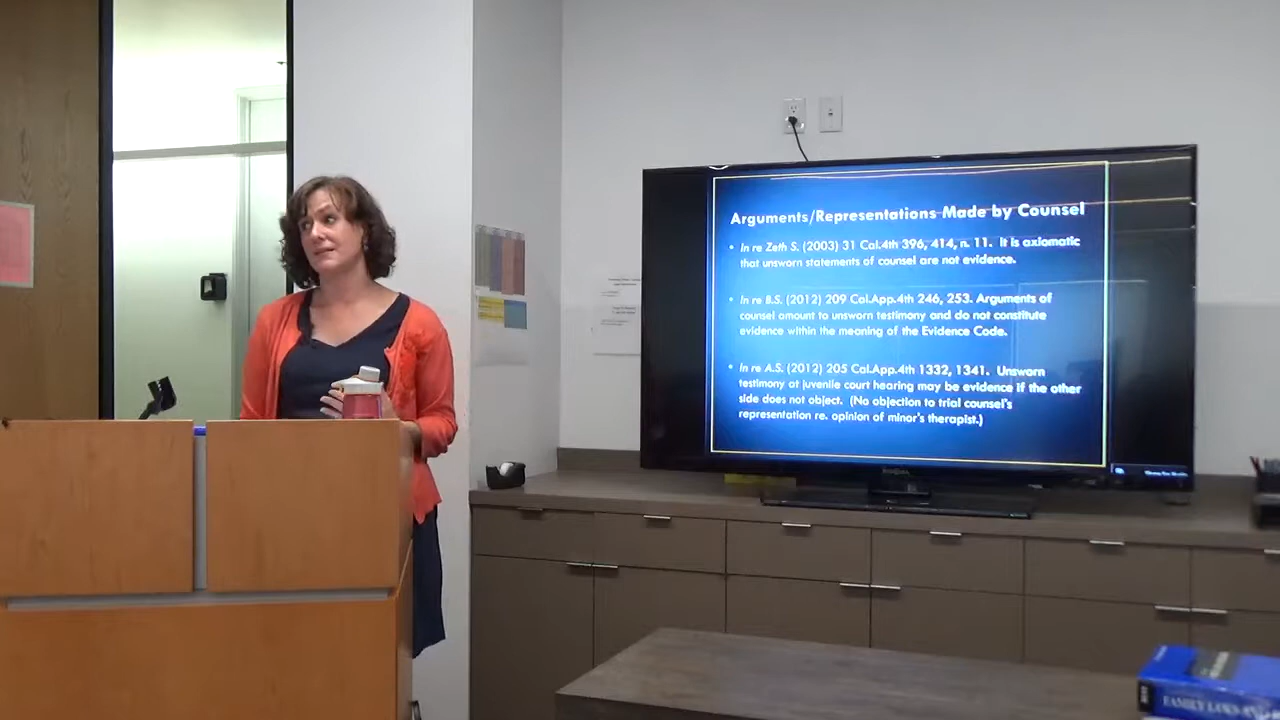 Arguments/Representations Made by Counsel
• In re Zeth S. (2003) 31 Cal.4th 396, 414, n. 11. It is axiomatic
that unsworn statements of counsel are not evidence.
• In re B.S. (2012) 209 Cal.App.4th 246, 253. Arguments of
counsel amount to unsworn testimony and do not constitute
evidence within the meaning of the Evidence Code.
• In re A.S. (2012) 205 Cal.App.4th 1332, 1341. Unsworn
testimony at juvenile court hearing may be evidence if the other
side does not object. (No objection to trial counsel's
representation re. opinion of minor's therapist.)
FAMILY LAWS AND